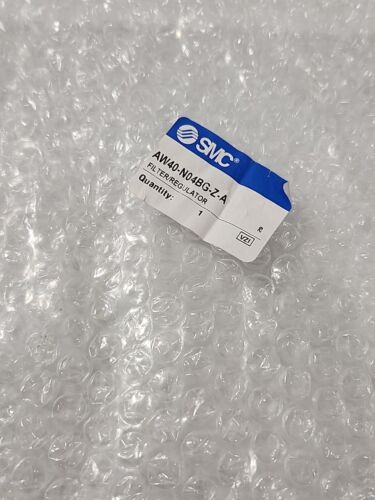 SMC®
AW40-N04BG-Z-A
FILTER/REGULATOR
Quantity: 1
R
VZ1